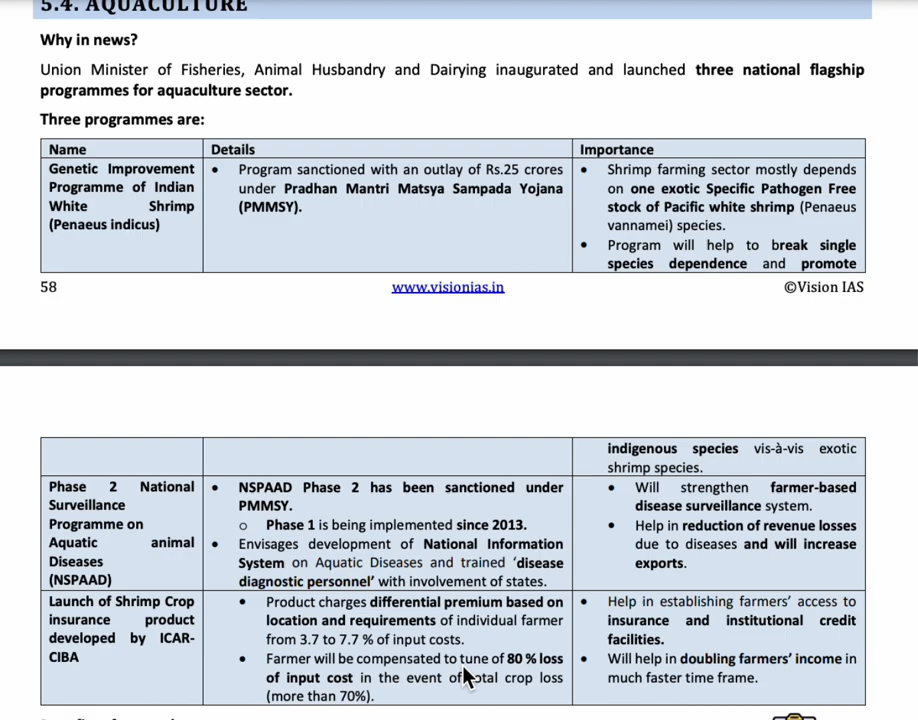 5.4. AQUACULTURE
Why in news?
Union Minister of Fisheries, Animal Husbandry and Dairying inaugurated and launched three national flagship
programmes for aquaculture sector.
Three programmes are:
Name
Details
Importance
Genetic Improvement
Programme of Indian
White Shrimp
(Penaeus indicus)
• Program sanctioned with an outlay of Rs.25 crores
under Pradhan Mantri Matsya Sampada Yojana
(PMMSY).
• Shrimp farming sector mostly depends
on one exotic Specific Pathogen Free
stock of Pacific white shrimp (Penaeus
vannamei) species.
• Program will help to break single
species dependence and promote
58
www.visionias.in
©Vision IAS
indigenous species vis-à-vis exotic
shrimp species.
Phase 2 National
Surveillance
Programme on
Aquatic animal
Diseases
(NSPAAD)
• NSPAAD Phase 2 has been sanctioned under
PMMSY.
o Phase 1 is being implemented since 2013.
• Envisages development of National Information
System on Aquatic Diseases and trained ‘disease
diagnostic personnel’ with involvement of states.
• Will strengthen farmer-based
disease surveillance system.
• Help in reduction of revenue losses
due to diseases and will increase
exports.
Launch of Shrimp Crop
insurance product
developed by ICAR-
CIBA
• Product charges differential premium based on
location and requirements of individual farmer
from 3.7 to 7.7 % of input costs.
• Farmer will be compensated to tune of 80 % loss
of input cost in the event of total crop loss
(more than 70%).
• Help in establishing farmers’ access to
insurance and institutional credit
facilities.
• Will help in doubling farmers’ income in
much faster time frame.